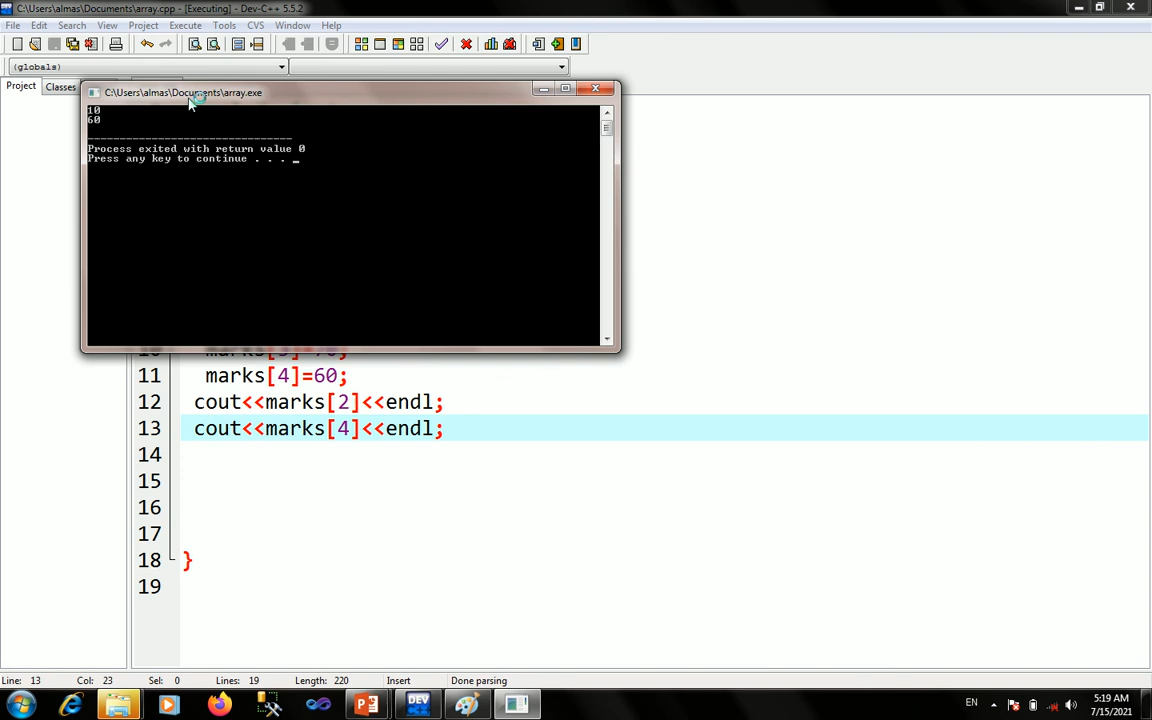 C:\Users\almas\Documents\array.cpp - [Executing] - Dev-C++ 5.5.2
File Edit Search View Project Execute Tools CVS Window Help
(globals)
Project Classes
C:\Users\almas\Documents\array.exe
10
60
--------------------------------
Process exited with return value 0
Press any key to continue . . . _
11 marks[4]=60;
12 cout<<marks[2]<<endl;
13 cout<<marks[4]<<endl;
14
15
16
17
18 }
19
Line: 13 Col: 23 Sel: 0 Lines: 19 Length: 220 Insert Done parsing
DEV
EN
5:19 AM
7/15/2021